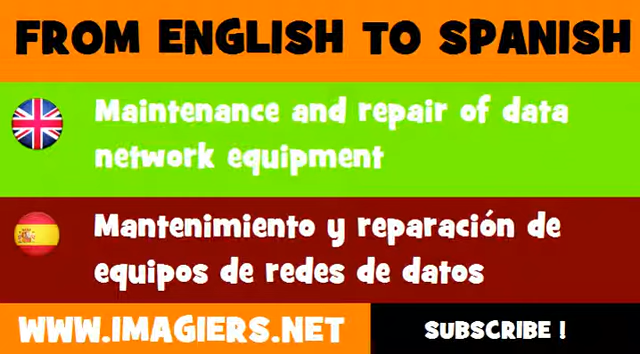 FROM ENGLISH TO SPANISH
Maintenance and repair of data
network equipment
Mantenimiento y reparación de
equipos de redes de datos
WWW.IMAGIERS.NET
SUBSCRIBE !